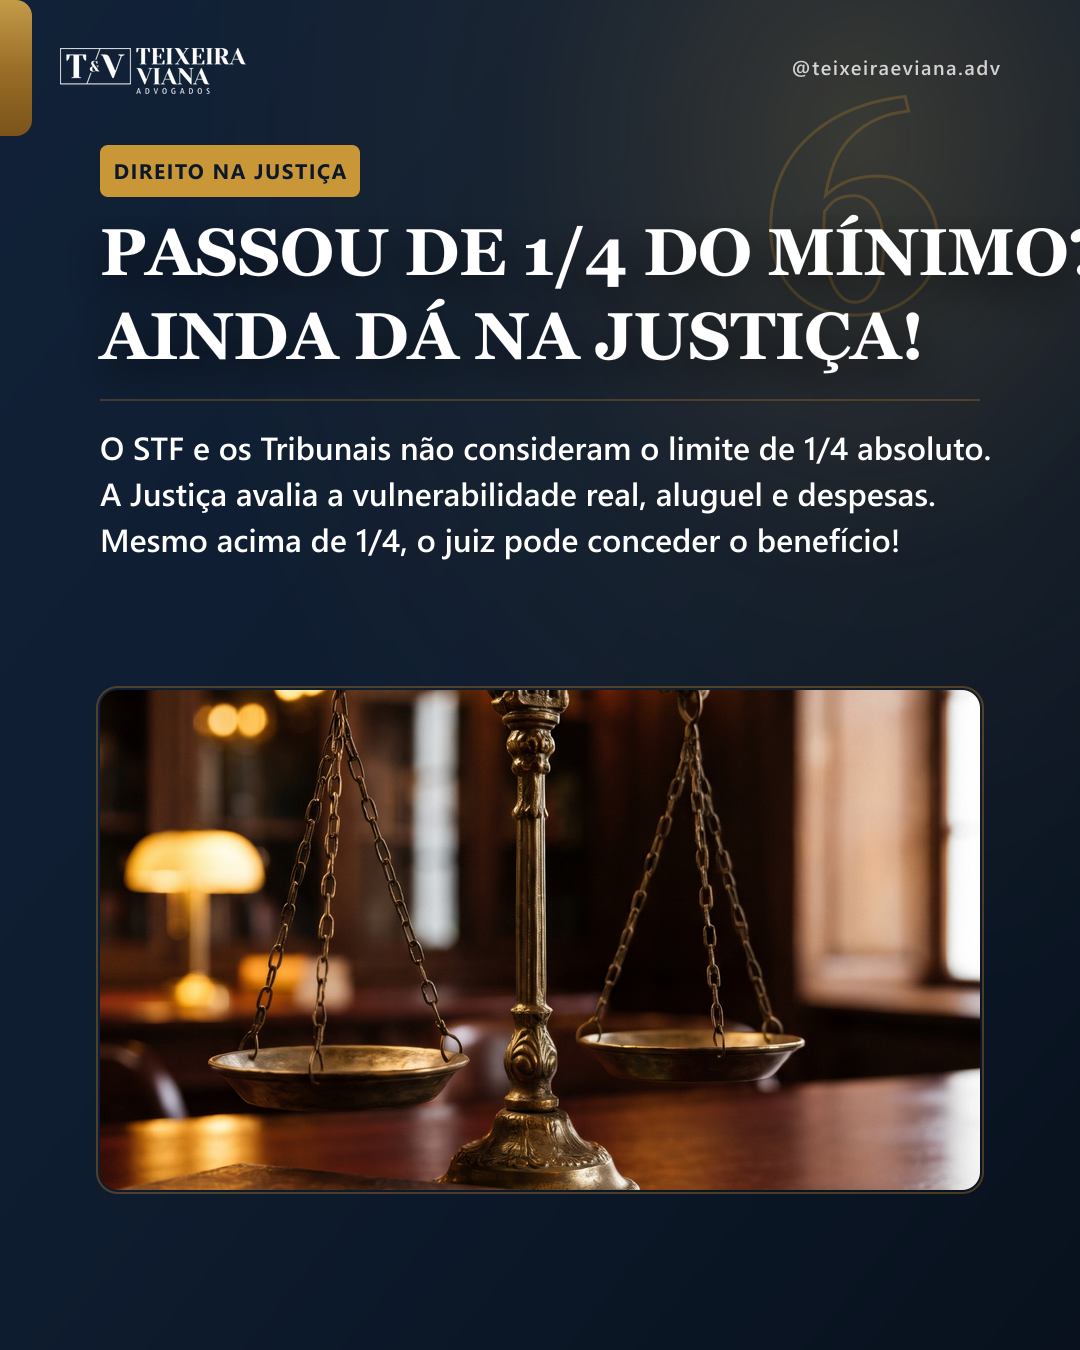 T&V TEIXEIRA
VIANA
ADVOGADOS
@teixeiraeviana.adv
6
DIREITO NA JUSTIÇA
PASSOU DE 1/4 DO MÍNIMO?
AINDA DÁ NA JUSTIÇA!
O STF e os Tribunais não consideram o limite de 1/4 absoluto.
A Justiça avalia a vulnerabilidade real, aluguel e despesas.
Mesmo acima de 1/4, o juiz pode conceder o benefício!